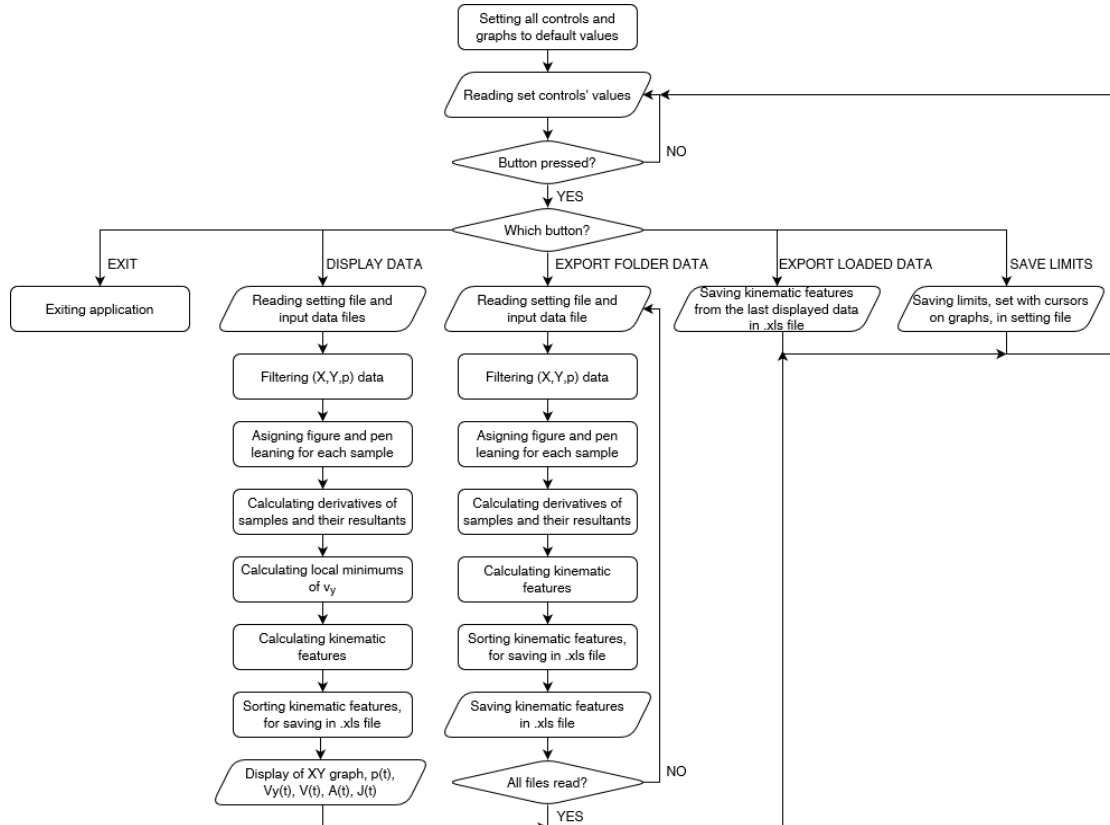 Setting all controls and
graphs to default values
Reading set controls' values
Button pressed?
NO
YES
Which button?
EXIT
DISPLAY DATA
EXPORT FOLDER DATA
EXPORT LOADED DATA
SAVE LIMITS
Exiting application
Reading setting file and
input data files
Reading setting file and
input data file
Saving kinematic features
from the last displayed data
in .xls file
Saving limits, set with cursors
on graphs, in setting file
Filtering (X,Y,p) data
Filtering (X,Y,p) data
Asigning figure and pen
leaning for each sample
Asigning figure and pen
leaning for each sample
Calculating derivatives of
samples and their resultants
Calculating derivatives of
samples and their resultants
Calculating local minimums
of vy
Calculating kinematic
features
Calculating kinematic
features
Sorting kinematic features,
for saving in .xls file
Sorting kinematic features,
for saving in .xls file
Saving kinematic features
in .xls file
Display of XY graph, p(t),
Vy(t), V(t), A(t), J(t)
All files read?
NO
YES